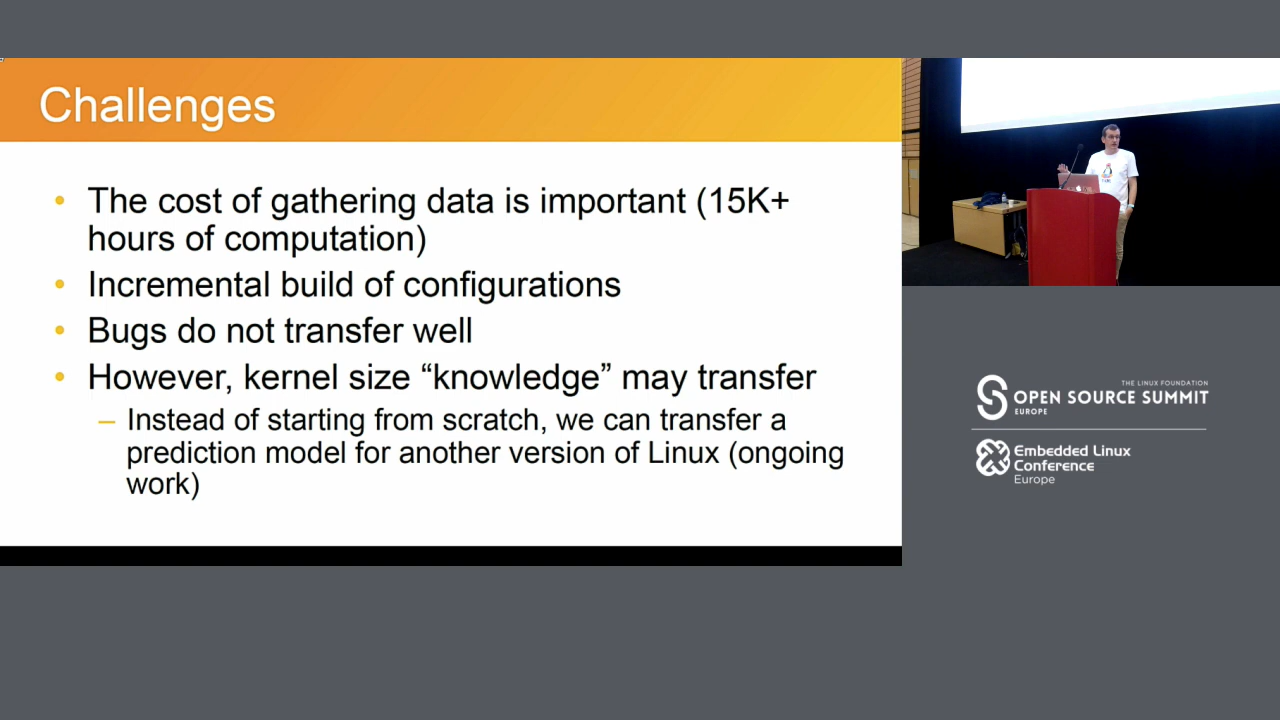 Challenges
• The cost of gathering data is important (15K+
hours of computation)
• Incremental build of configurations
• Bugs do not transfer well
• However, kernel size “knowledge” may transfer
– Instead of starting from scratch, we can transfer a
prediction model for another version of Linux (ongoing
work)
THE LINUX FOUNDATION
OPEN SOURCE SUMMIT
EUROPE
Embedded Linux
Conference
Europe